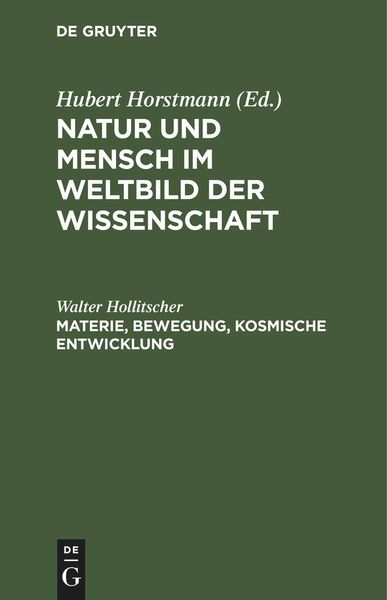 DE GRUYTER
Hubert Horstmann (Ed.)
NATUR UND
MENSCH IM
WELTBILD DER
WISSENSCHAFT
Walter Hollitscher
MATERIE, BEWEGUNG, KOSMISCHE
ENTWICKLUNG
DE
G